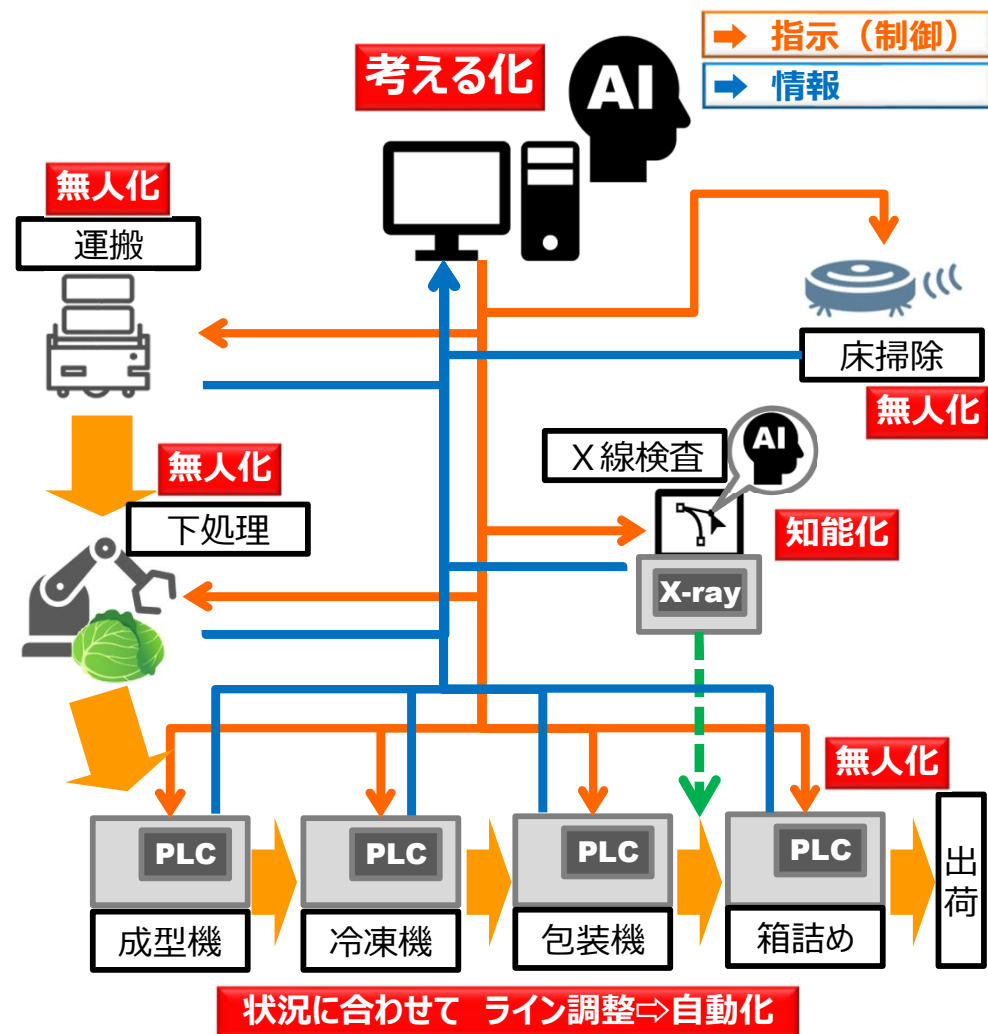 指示（制御）
情報
考える化
AI
無人化
運搬
床掃除
無人化
無人化
下処理
X線検査
AI
知能化
X-ray
無人化
PLC
PLC
PLC
PLC
成型機
冷凍機
包装機
箱詰め
出荷
状況に合わせて ライン調整⇨自動化